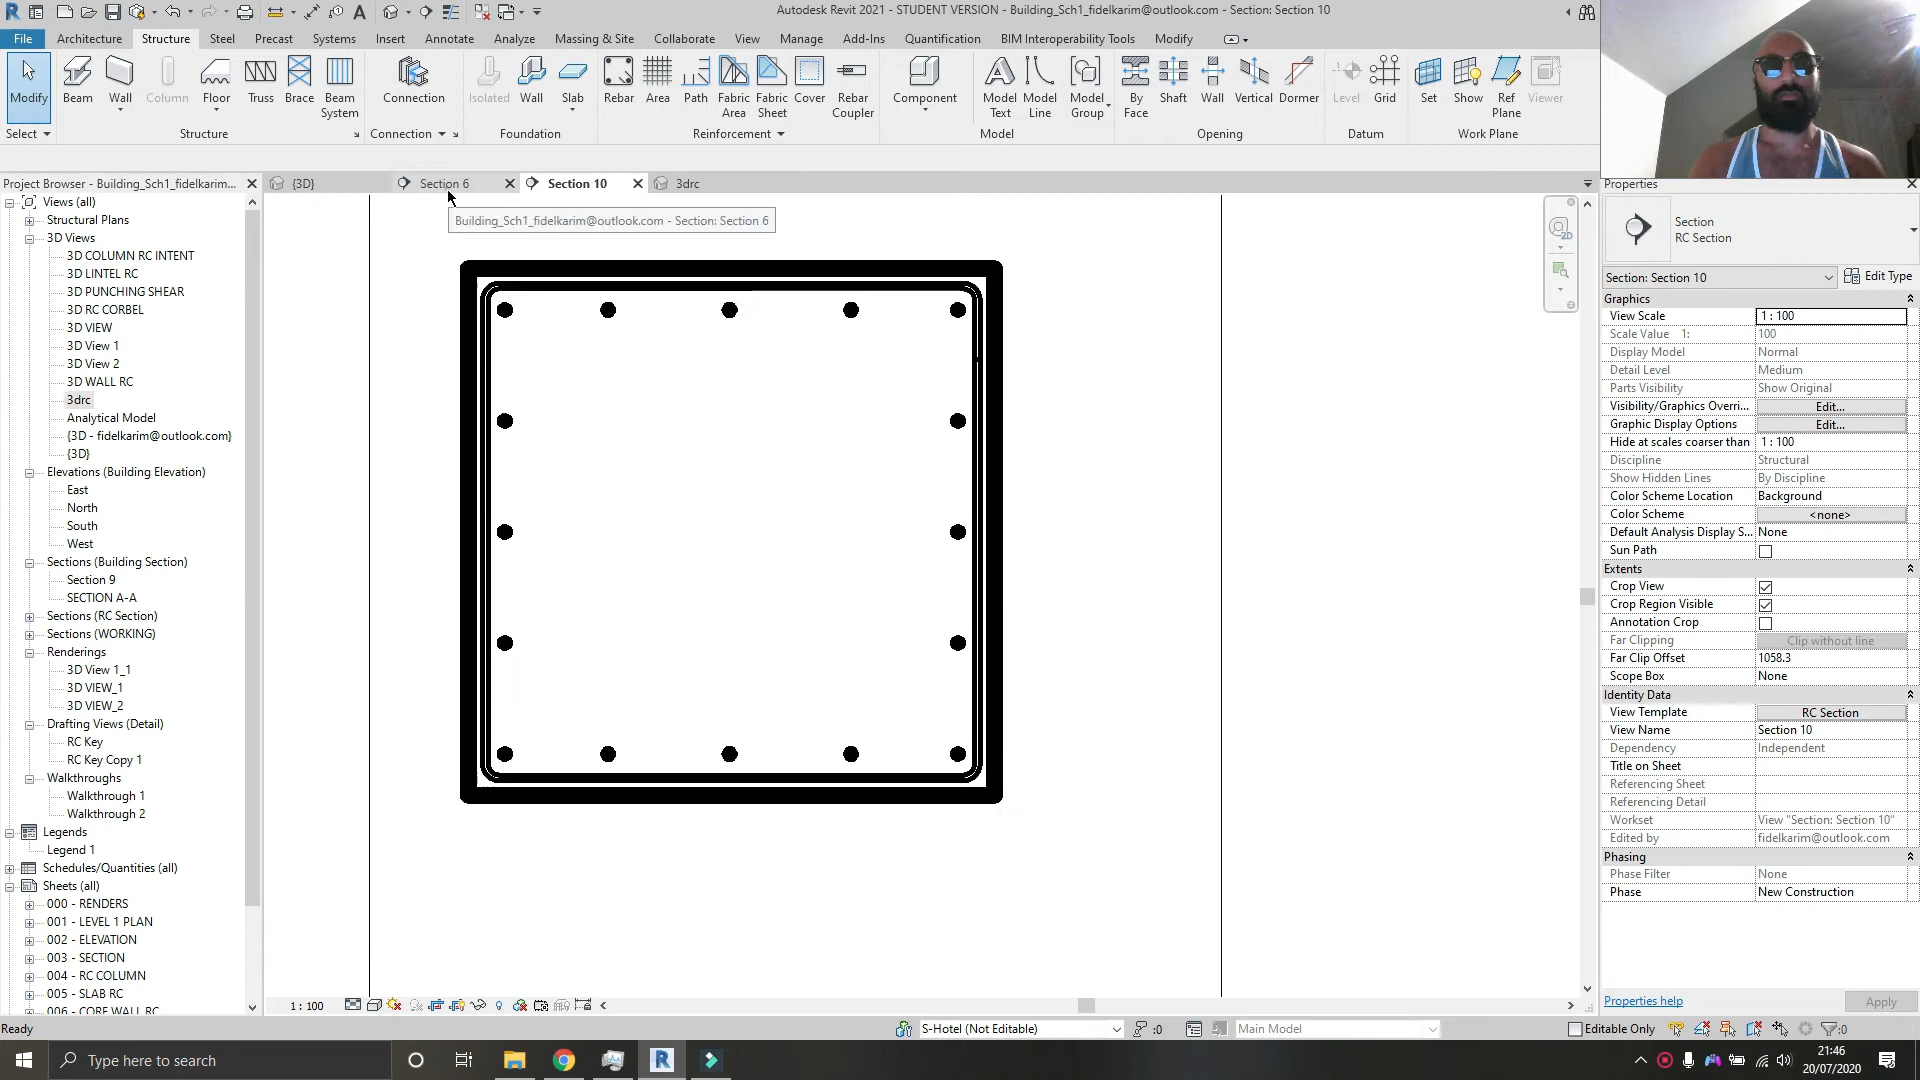 Autodesk Revit 2021 - STUDENT VERSION - Building_Sch1_fidelkarim@outlook.com - Section: Section 10
File Architecture Structure Steel Precast Systems Insert Annotate Analyze Massing & Site Collaborate View Manage Add-Ins Quantification BIM Interoperability Tools Modify
Modify Beam Wall Column Floor Truss Brace Beam System Connection Isolated Wall Slab Rebar Area Path Fabric Area Fabric Sheet Cover Rebar Coupler Component Model Text Model Line Model Group By Face Shaft Wall Vertical Dormer Level Grid Set Show Ref Plane Viewer
Select Structure Connection Foundation Reinforcement Model Opening Datum Work Plane
Project Browser - Building_Sch1_fidelkarim...
{3D} Section 6 Section 10 3drc
Building_Sch1_fidelkarim@outlook.com - Section: Section 6
Views (all)
Structural Plans
3D Views
3D COLUMN RC INTENT
3D LINTEL RC
3D PUNCHING SHEAR
3D RC CORBEL
3D VIEW
3D View 1
3D View 2
3D WALL RC
3drc
Analytical Model
{3D - fidelkarim@outlook.com}
{3D}
Elevations (Building Elevation)
East
North
South
West
Sections (Building Section)
Section 9
SECTION A-A
Sections (RC Section)
Sections (WORKING)
Renderings
3D View 1_1
3D VIEW_1
3D VIEW_2
Drafting Views (Detail)
RC Key
RC Key Copy 1
Walkthroughs
Walkthrough 1
Walkthrough 2
Legends
Legend 1
Schedules/Quantities (all)
Sheets (all)
000 - RENDERS
001 - LEVEL 1 PLAN
002 - ELEVATION
003 - SECTION
004 - RC COLUMN
005 - SLAB RC
006 - CORE WALL RC
2D
Properties
Section
RC Section
Section: Section 10 Edit Type
Graphics
View Scale 1 : 100
Scale Value 1: 100
Display Model Normal
Detail Level Medium
Parts Visibility Show Original
Visibility/Graphics Overri... Edit...
Graphic Display Options Edit...
Hide at scales coarser than 1 : 100
Discipline Structural
Show Hidden Lines By Discipline
Color Scheme Location Background
Color Scheme <none>
Default Analysis Display S... None
Sun Path
Extents
Crop View
Crop Region Visible
Annotation Crop
Far Clipping Clip without line
Far Clip Offset 1058.3
Scope Box None
Identity Data
View Template RC Section
View Name Section 10
Dependency Independent
Title on Sheet
Referencing Sheet
Referencing Detail
Workset View "Section: Section 10"
Edited by fidelkarim@outlook.com
Phasing
Phase Filter None
Phase New Construction
Properties help Apply
1 : 100
Ready S-Hotel (Not Editable) :0 Main Model Editable Only :0
Type here to search
21:46
20/07/2020